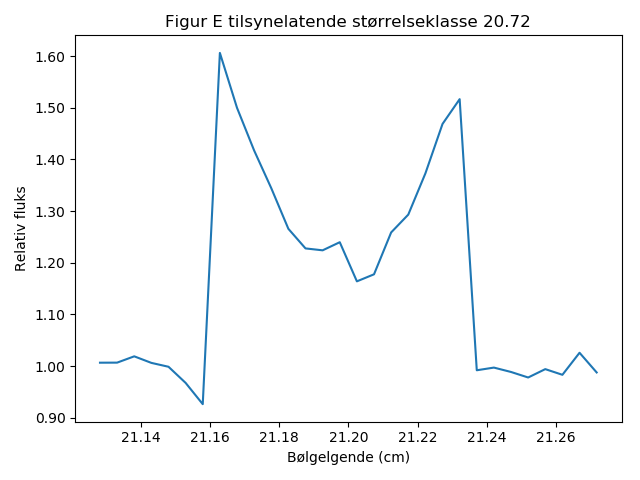 Figur E tilsynelatende størrelseklasse 20.72
1.60
1.50
1.40
1.30
1.20
1.10
1.00
0.90
Relativ fluks
21.14 21.16 21.18 21.20 21.22 21.24 21.26
Bølgelgende (cm)